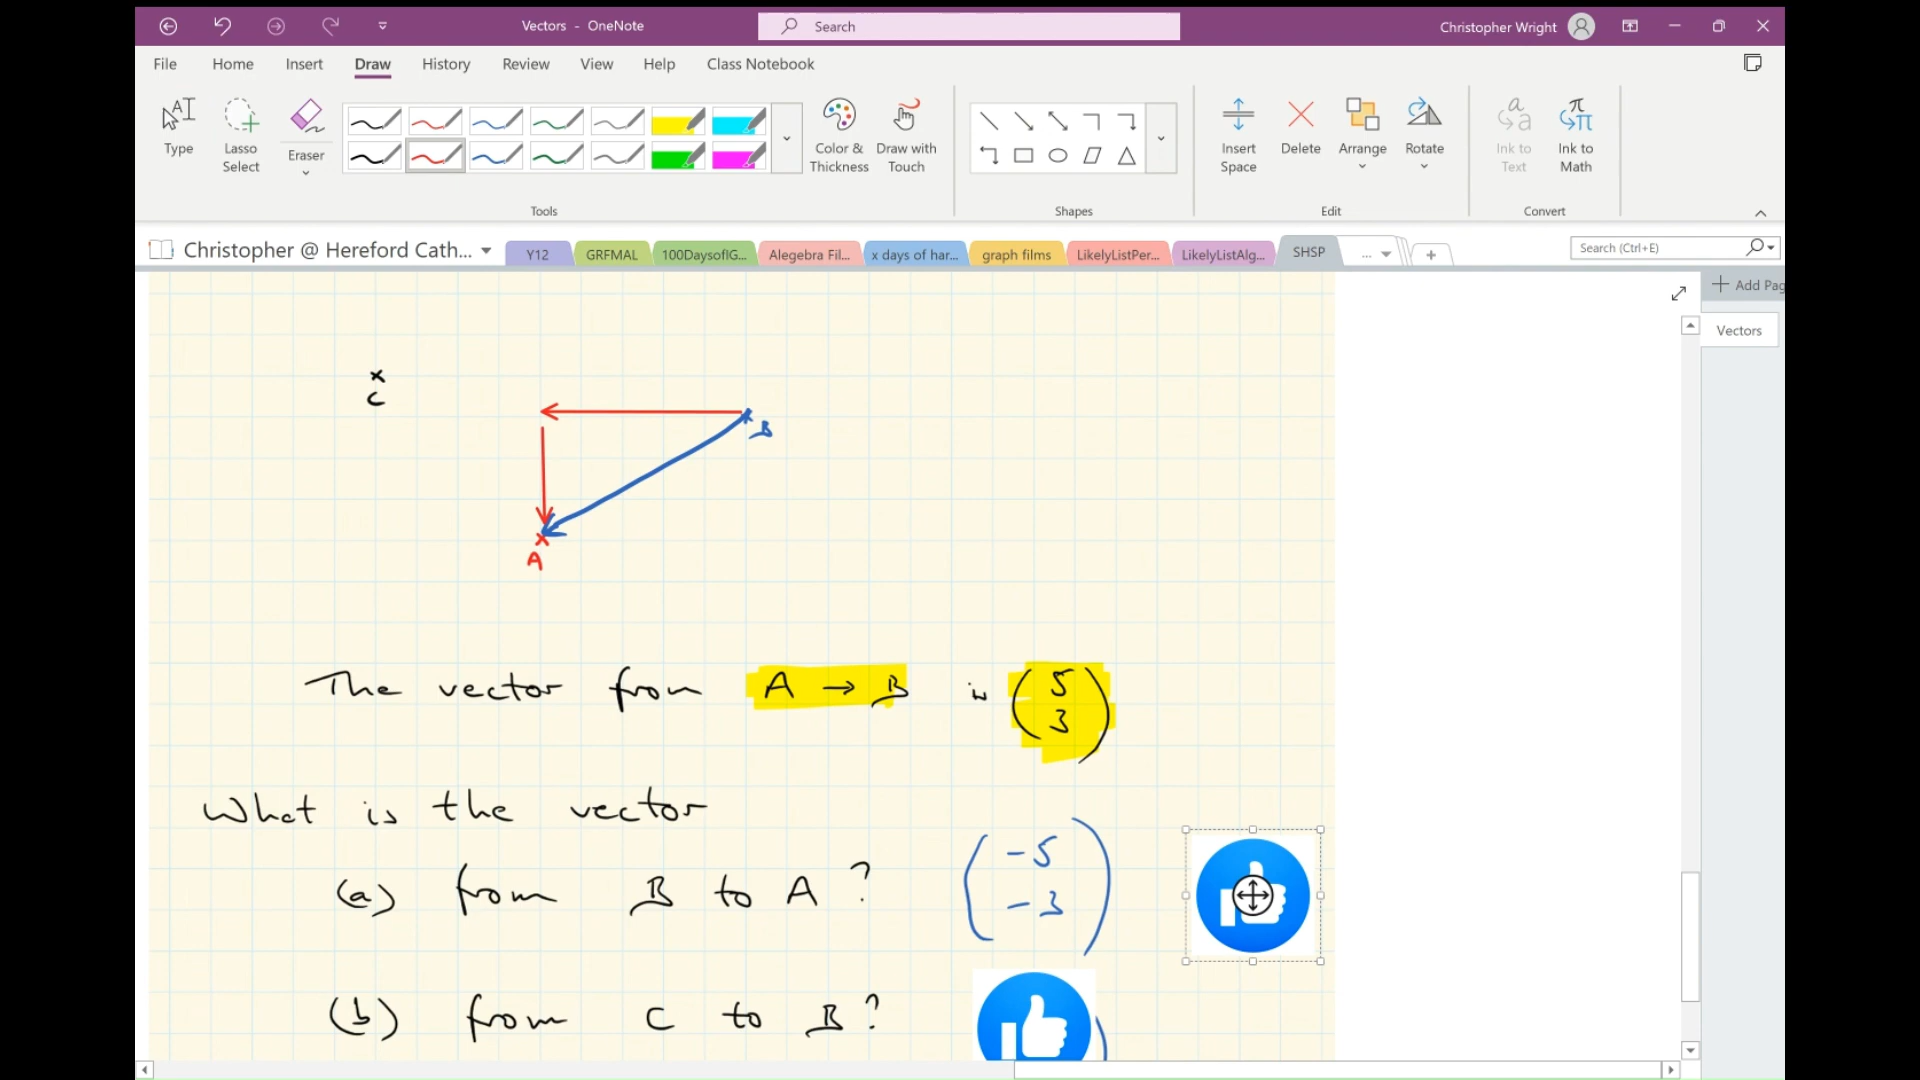 Vectors - OneNote
Search
Christopher Wright
File Home Insert Draw History Review View Help Class Notebook
Type
Lasso Select
Eraser
Color & Thickness
Draw with Touch
Insert Space
Delete
Arrange
Rotate
Ink to Text
Ink to Math
Tools
Shapes
Edit
Convert
Christopher @ Hereford Cath...
Y12
GRFMAL
100DaysofIG...
Alegebra Fil...
x days of har...
graph films
LikelyListPer...
LikelyListAlg...
SHSP
...
Search (Ctrl+E)
Add Pag
Vectors
x
C
B
x
A
The vector from A → B is (5
3)
What is the vector
(a) from B to A ? (-5
-3)
(b) from C to B ?